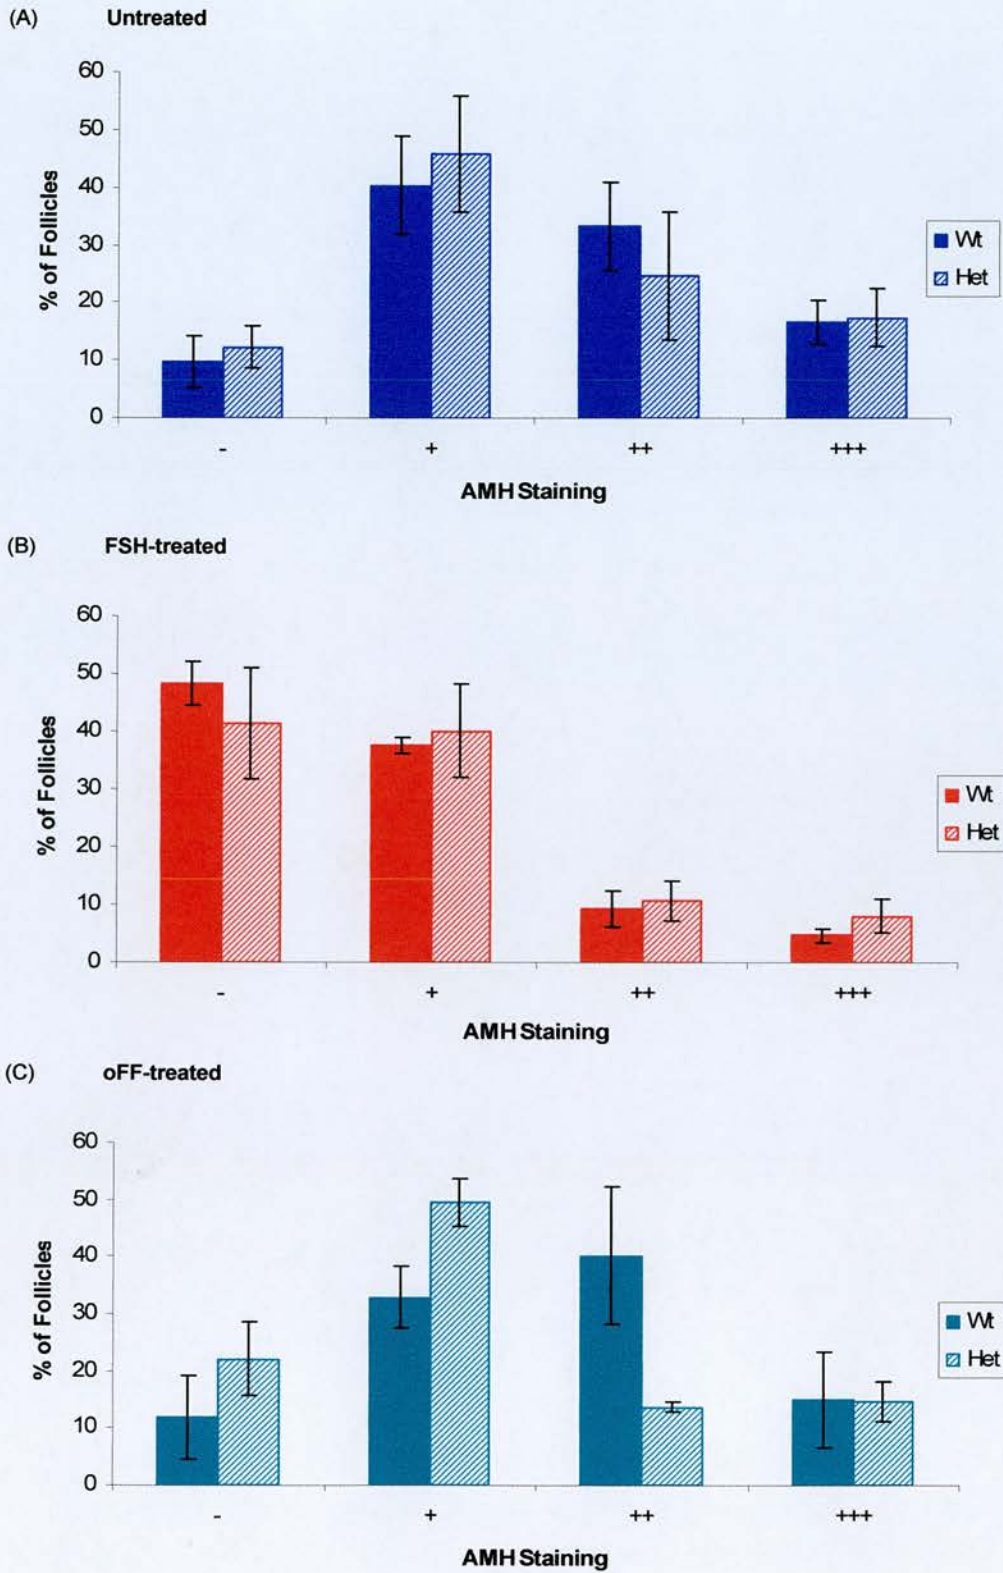 (A) Untreated
60
50
40
30
20
10
0
% of Follicles
- + ++ +++
AMH Staining
Wt
Het
(B) FSH-treated
60
50
40
30
20
10
0
% of Follicles
- + ++ +++
AMH Staining
Wt
Het
(C) oFF-treated
60
50
40
30
20
10
0
% of Follicles
- + ++ +++
AMH Staining
Wt
Het